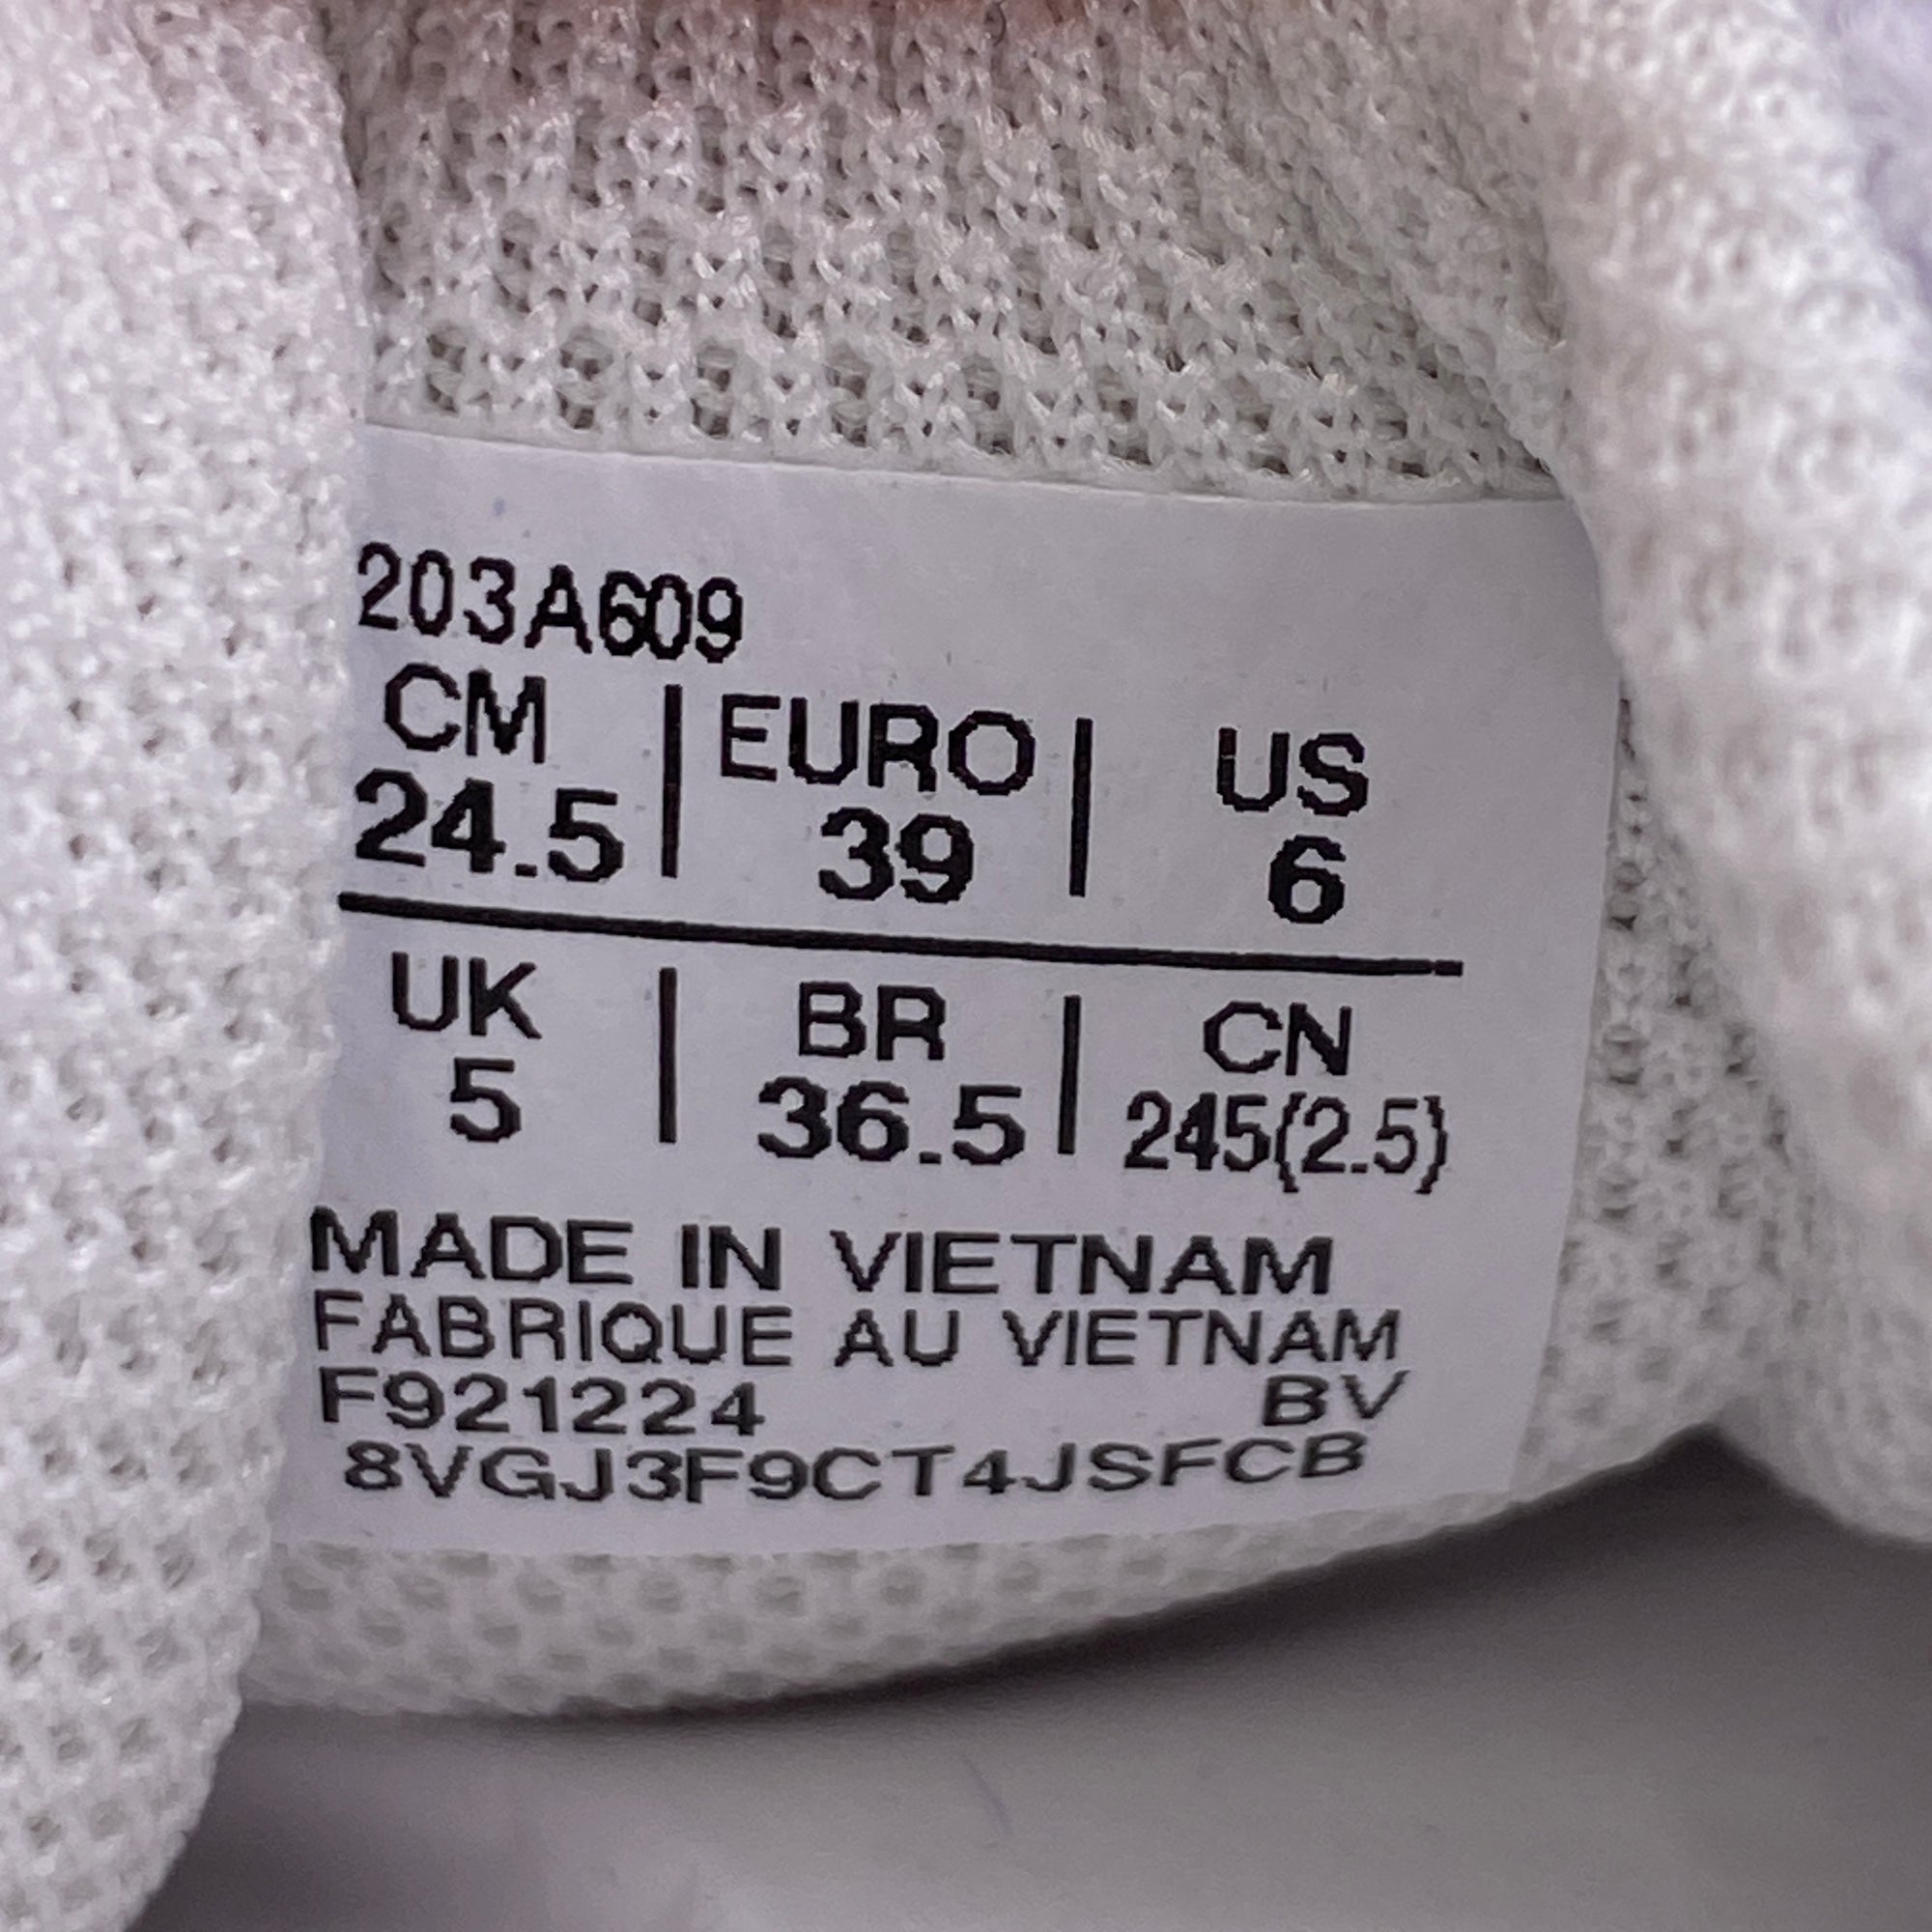 203A609
CM | EURO | US
24.5 | 39 | 6
UK | BR | CN
5 | 36.5 | 245(2.5)
MADE IN VIETNAM
FABRIQUE AU VIETNAM
F921224 BV
8VGJ3F9CT4JSFCB